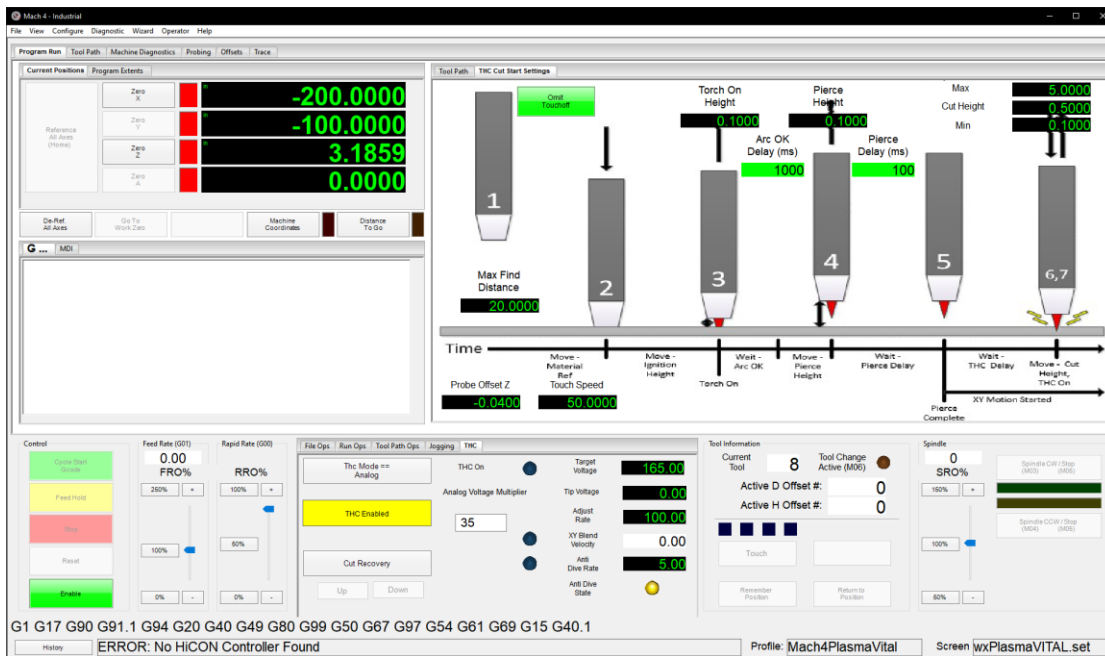 Mach 4 - Industrial
File View Configure Diagnostic Wizard Operator Help
Program Run Tool Path Machine Diagnostics Probing Offsets Trace
Current Positions Program Extents
Reference All Axes (Home)
Zero X
in
-200.0000
Zero Y
in
-100.0000
Zero Z
in
3.1859
Zero A
0.0000
De-Ref. All Axes
Go To Work Zero
Machine Coordinates
Distance To Go
G ... MDI
Tool Path THC Cut Start Settings
Omit Touchoff
Torch On Height
0.1000
Pierce Height
0.1000
Max 5.0000
Cut Height 0.5000
Min 0.1000
Arc OK Delay (ms)
1000
Pierce Delay (ms)
100
1
2
3
4
5
6,7
Max Find Distance
20.0000
Time
Move - Material Ref
Move - Ignition Height
Torch On
Wait - Arc OK
Move - Pierce Height
Wait - Pierce Delay
Pierce Complete
Wait - THC Delay
Move - Cut Height, THC On
XY Motion Started
Probe Offset Z
-0.0400
Touch Speed
50.0000
Control
Cycle Start Gcode
Feed Hold
Stop
Reset
Enable
Feed Rate (G01)
0.00
FRO%
250% +
100%
0% -
Rapid Rate (G00)
RRO%
100% +
50%
0% -
File Ops Run Ops Tool Path Ops Jogging THC
Thc Mode == Analog
THC Enabled
Cut Recovery
Up Down
THC On
Analog Voltage Multiplier
35
Target Voltage 165.00
Tip Voltage 0.00
Adjust Rate 100.00
XY Blend Velocity 0.00
Anti Dive Rate 5.00
Anti Dive State
Tool Information
Current Tool 8
Tool Change Active (M06)
Active D Offset #: 0
Active H Offset #: 0
Touch
Remember Position
Return to Position
Spindle
0
SRO%
150% +
100%
50% -
Spindle CW / Stop (M03) (M05)
Spindle CCW / Stop (M04) (M05)
G1 G17 G90 G91.1 G94 G20 G40 G49 G80 G99 G50 G67 G97 G54 G61 G69 G15 G40.1
History
ERROR: No HiCON Controller Found
Profile: Mach4PlasmaVital
Screen wxPlasmaVITAL.set